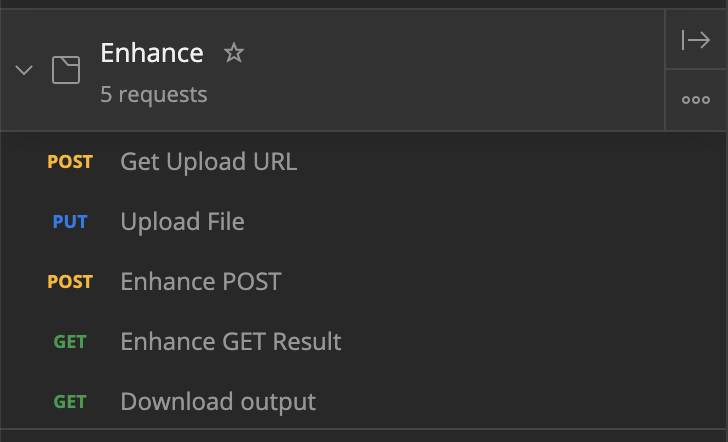 Enhance
5 requests
POST Get Upload URL
PUT Upload File
POST Enhance POST
GET Enhance GET Result
GET Download output